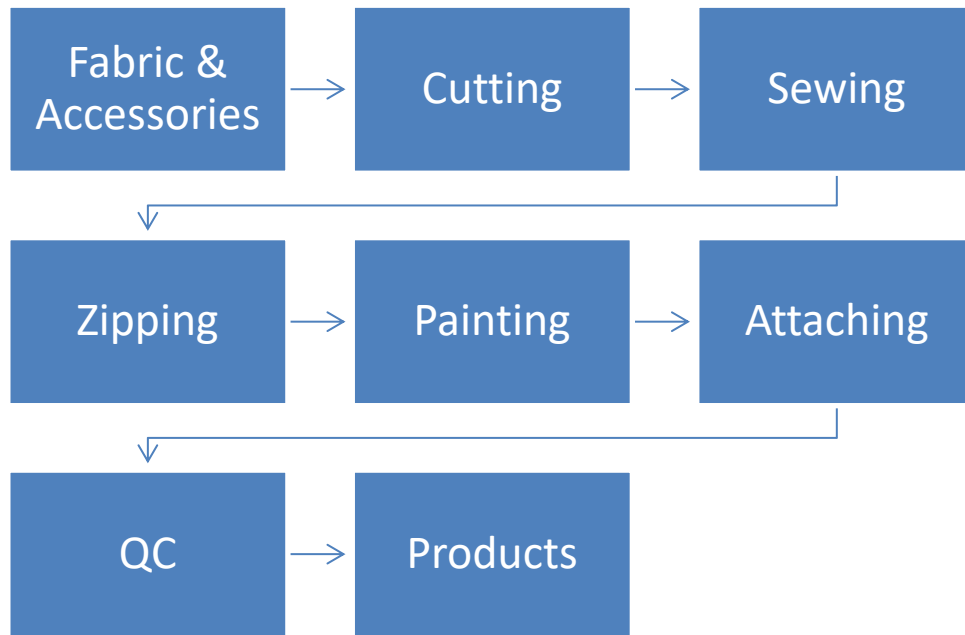 Fabric &
Accessories
Cutting
Sewing
Zipping
Painting
Attaching
QC
Products